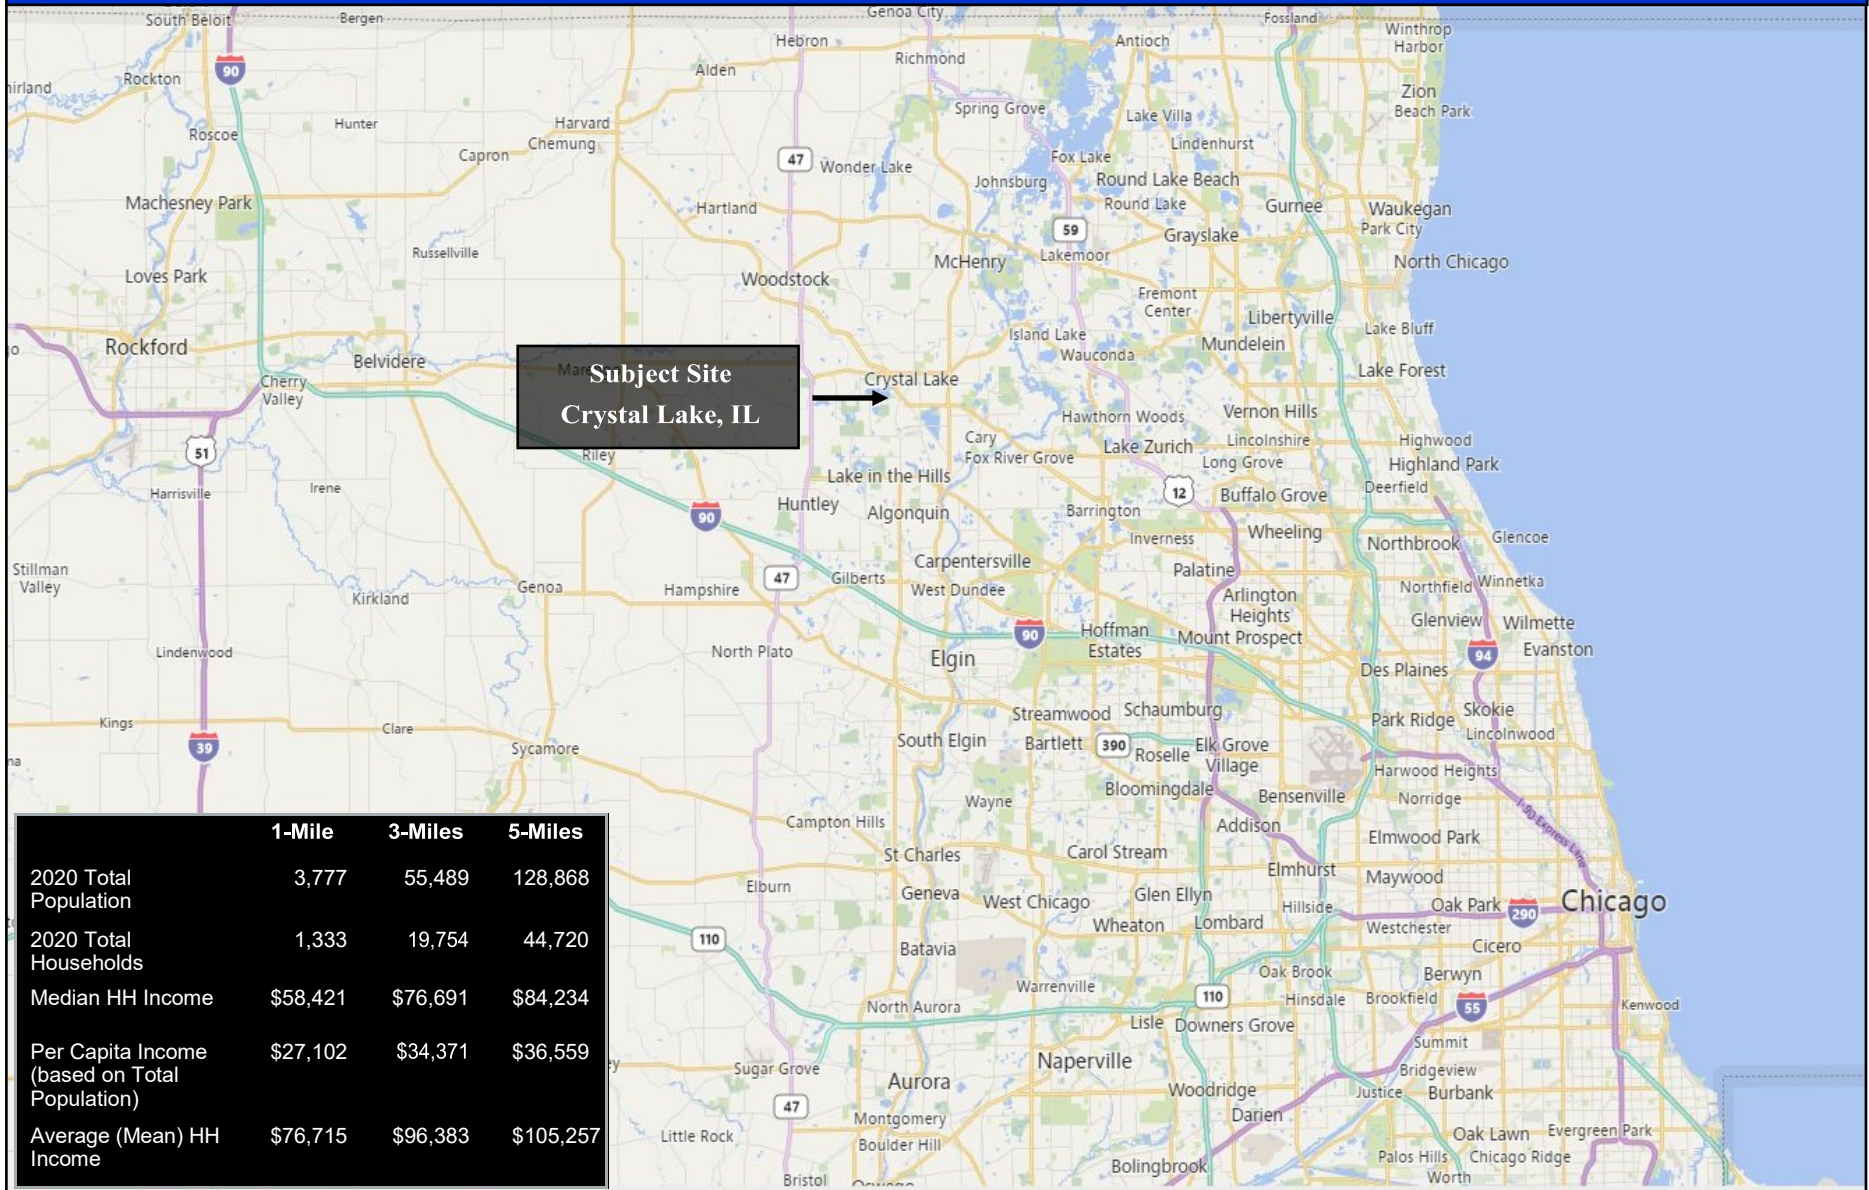 South Beloit
Bergen
Genoa City
Fossland
Winthrop
Harbor
Hebron
Antioch
Richmond
90
Rockton
Alden
Zion
Beach Park
Spring Grove
Lake Villa
Roscoe
Hunter
Harvard
Chemung
Lindenhurst
Capron
47
Wonder Lake
Fox Lake
Johnsburg
Round Lake Beach
Round Lake
Gurnee
Waukegan
Park City
Machesney Park
Hartland
59
Grayslake
Russellville
McHenry
Lakemoor
North Chicago
Loves Park
Woodstock
Fremont
Center
Libertyville
Lake Bluff
Island Lake
Mundelein
Rockford
Belvidere
Wauconda
Lake Forest
Cherry
Valley
Subject Site
Crystal Lake, IL
Crystal Lake
Hawthorn Woods
Vernon Hills
51
Cary
Fox River Grove
Lake Zurich
Lincolnshire
Long Grove
Highwood
Highland Park
Riley
Lake in the Hills
Deerfield
Harrisville
Irene
90
Huntley
Algonquin
12
Buffalo Grove
Barrington
Inverness
Wheeling
Northbrook
Glencoe
Stillman
Valley
Carpentersville
Palatine
47
Gilberts
Kirkland
Genoa
Hampshire
West Dundee
Northfield
Winnetka
Arlington
Heights
Glenview
Wilmette
90
Hoffman
Estates
Mount Prospect
Lindenwood
North Plato
Elgin
94
Evanston
Des Plaines
Kings
Clare
Streamwood
Schaumburg
Park Ridge
Skokie
Lincolnwood
39
Sycamore
South Elgin
Bartlett
390
Roselle
Elk Grove
Village
Harwood Heights
Bloomingdale
Bensenville
Norridge
Wayne
Campton Hills
Addison
Elmwood Park
I-90 Express Lane
St Charles
Carol Stream
Elmhurst
Maywood
Elburn
Geneva
West Chicago
Glen Ellyn
Hillside
Oak Park
290
Chicago
Wheaton
Lombard
Westchester
110
Batavia
Cicero
Oak Brook
Berwyn
Warrenville
110
Hinsdale
Brookfield
55
Kenwood
North Aurora
Lisle
Downers Grove
Summit
Naperville
Bridgeview
Sugar Grove
Aurora
Woodridge
Justice
Burbank
47
Montgomery
Darien
Little Rock
Boulder Hill
Oak Lawn
Evergreen Park
Palos Hills
Chicago Ridge
Bolingbrook
Worth
Bristol
1-Mile 3-Miles 5-Miles
2020 Total 3,777 55,489 128,868
Population
2020 Total 1,333 19,754 44,720
Households
Median HH Income $58,421 $76,691 $84,234
Per Capita Income $27,102 $34,371 $36,559
(based on Total
Population)
Average (Mean) HH $76,715 $96,383 $105,257
Income